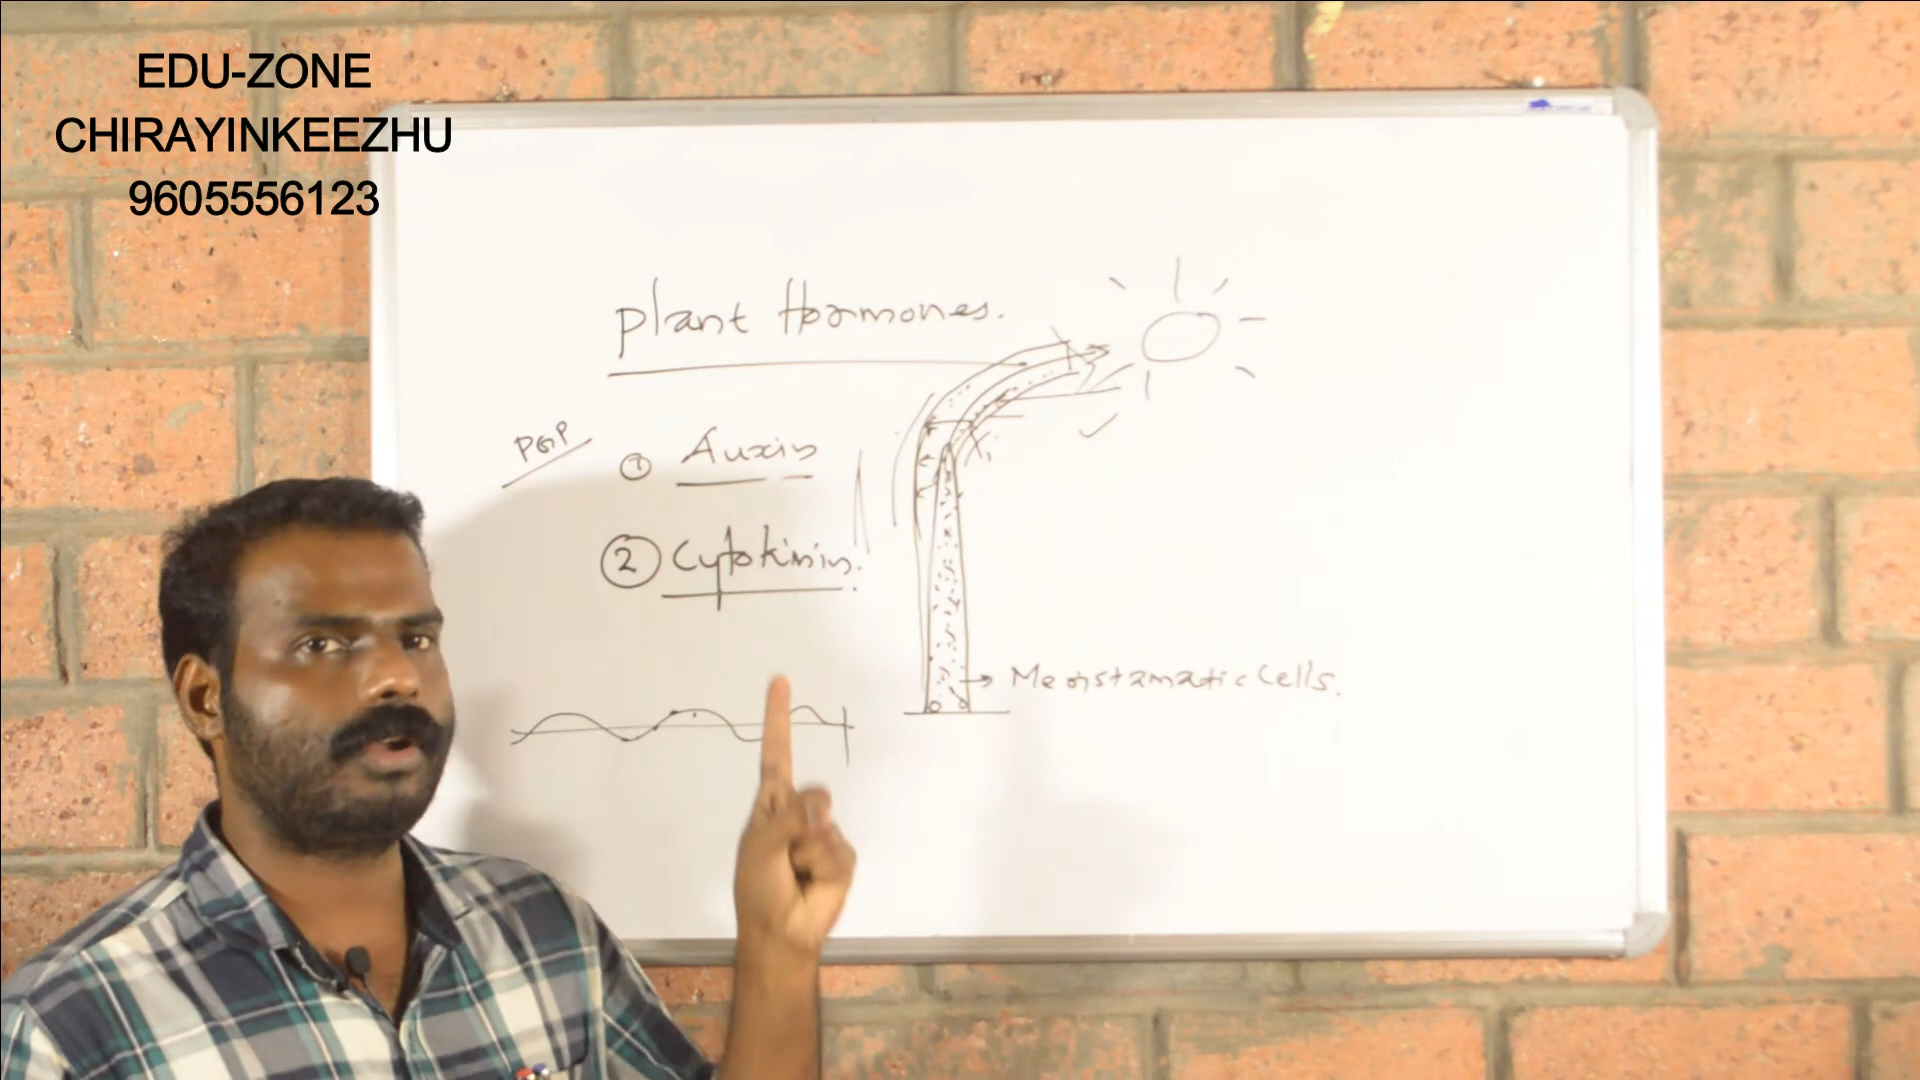 EDU-ZONE
CHIRAYINKEEZHU
9605556123
Plant Hormones.
PGP
① Auxin
② Cytokinin.
→ Meristamatic Cells.